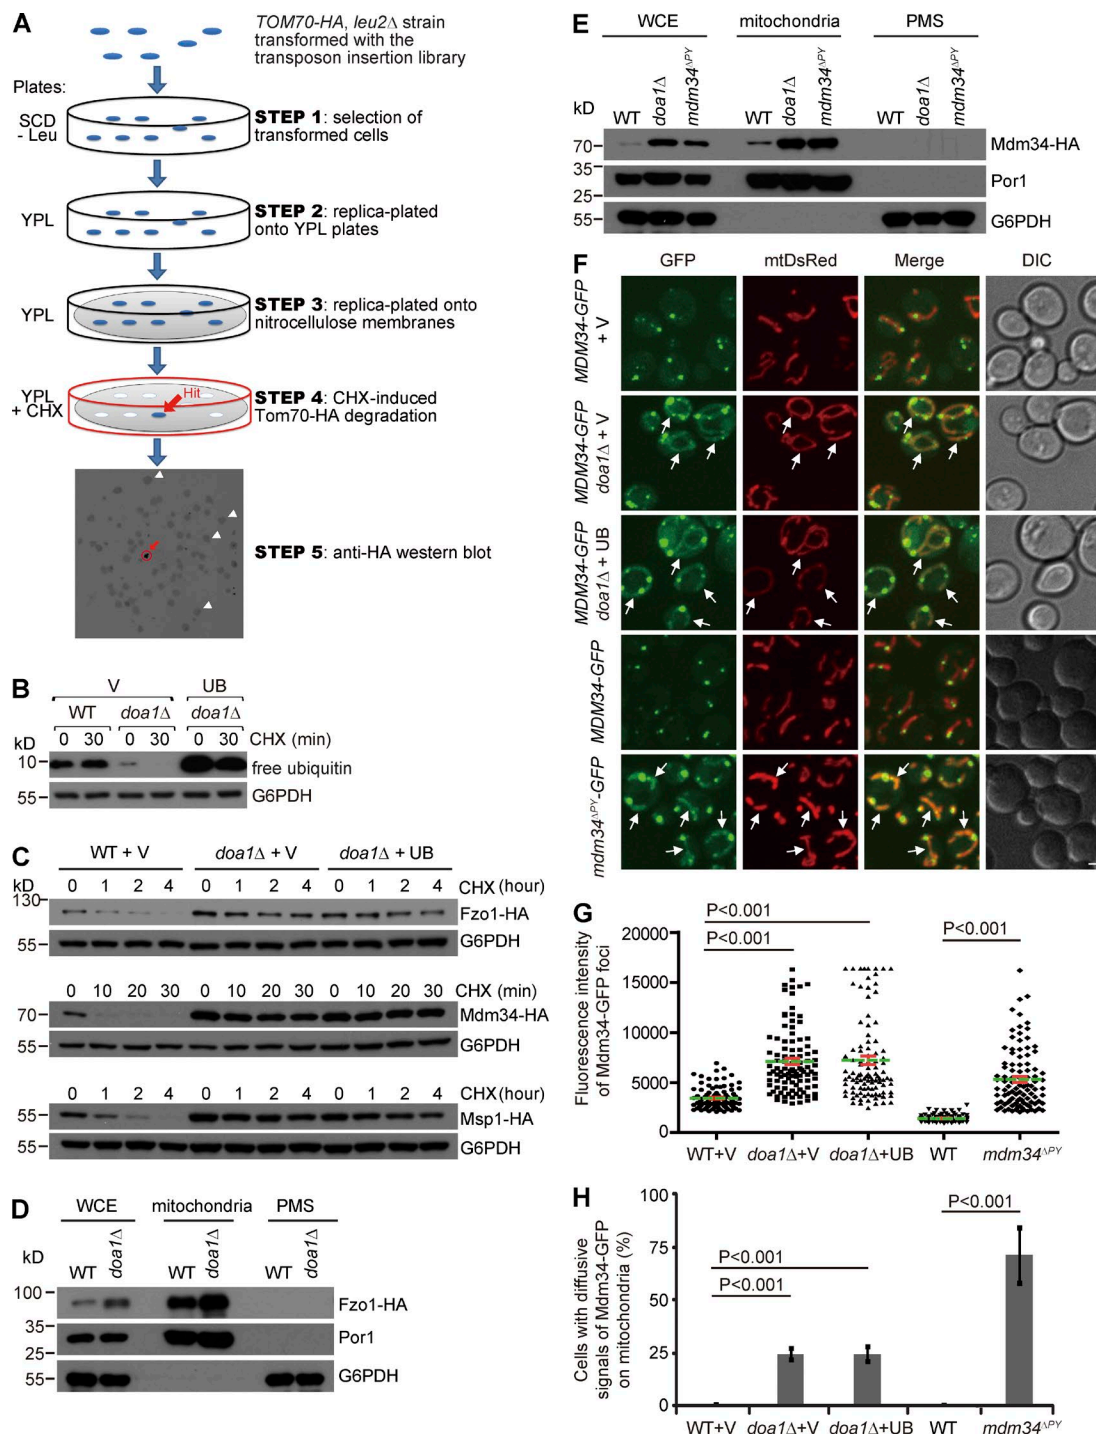 A
TOM70-HA, leu2Δ strain
transformed with the
transposon insertion library
Plates:
SCD
- Leu
STEP 1: selection of
transformed cells
YPL
STEP 2: replica-plated
onto YPL plates
YPL
STEP 3: replica-plated onto
nitrocellulose membranes
YPL
+ CHX
Hit
STEP 4: CHX-induced
Tom70-HA degradation
STEP 5: anti-HA western blot
B
V UB
WT doa1Δ doa1Δ
kD 0 30 0 30 0 30 CHX (min)
10 free ubiquitin
55 G6PDH
C
WT + V doa1Δ + V doa1Δ + UB
kD 0 1 2 4 0 1 2 4 0 1 2 4 CHX (hour)
130 Fzo1-HA
55 G6PDH
0 10 20 30 0 10 20 30 0 10 20 30 CHX (min)
70 Mdm34-HA
55 G6PDH
0 1 2 4 0 1 2 4 0 1 2 4 CHX (hour)
55 Msp1-HA
55 G6PDH
D
WCE mitochondria PMS
kD WT doa1Δ WT doa1Δ WT doa1Δ
100 Fzo1-HA
35 Por1
25
55 G6PDH
E
WCE mitochondria PMS
kD WT doa1Δ mdm34ΔPY WT doa1Δ mdm34ΔPY WT doa1Δ mdm34ΔPY
70 Mdm34-HA
35 Por1
25
55 G6PDH
F
GFP mtDsRed Merge DIC
MDM34-GFP
+ V
MDM34-GFP
doa1Δ + V
MDM34-GFP
doa1Δ + UB
MDM34-GFP
mdm34ΔPY-GFP
G
Fluorescence intensity
of Mdm34-GFP foci
20000
15000
10000
5000
0
P<0.001
P<0.001
P<0.001
WT+V doa1Δ+V doa1Δ+UB WT mdm34ΔPY
H
Cells with diffusive
signals of Mdm34-GFP
on mitochondria (%)
100
75
50
25
0
P<0.001
P<0.001
P<0.001
WT+V doa1Δ+V doa1Δ+UB WT mdm34ΔPY